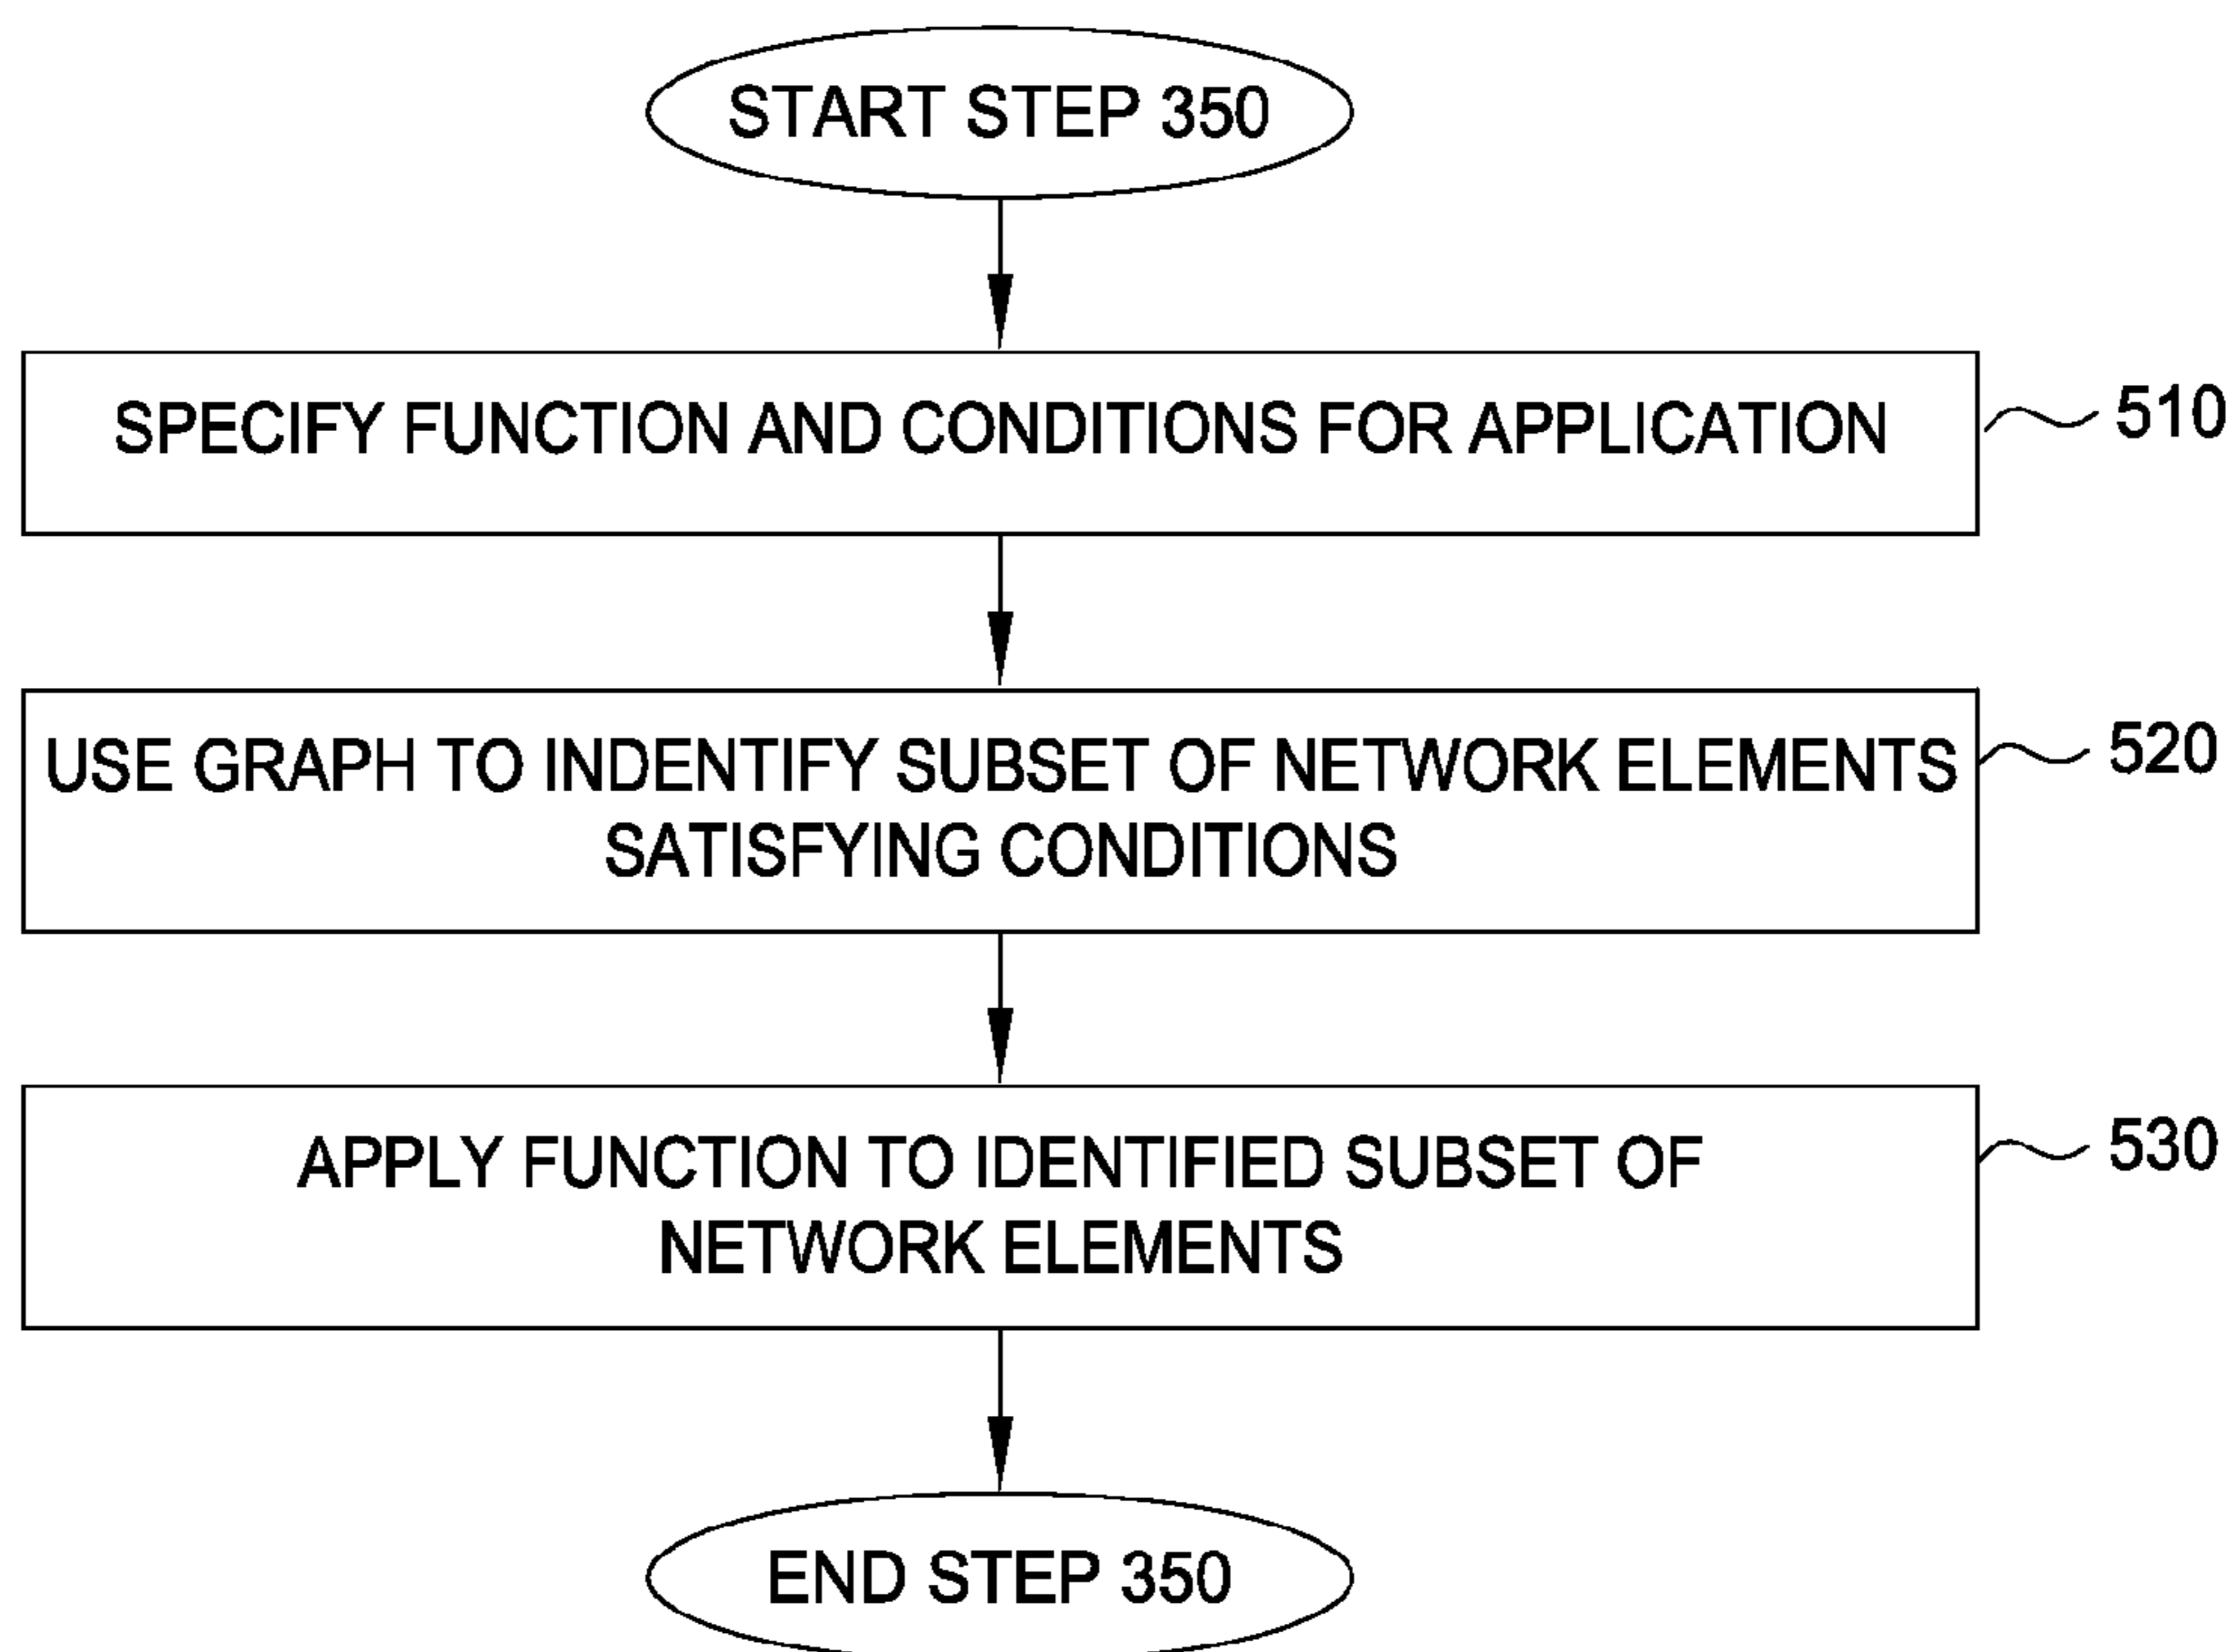 START STEP 350
SPECIFY FUNCTION AND CONDITIONS FOR APPLICATION
510
USE GRAPH TO INDENTIFY SUBSET OF NETWORK ELEMENTS
SATISFYING CONDITIONS
520
APPLY FUNCTION TO IDENTIFIED SUBSET OF
NETWORK ELEMENTS
530
END STEP 350